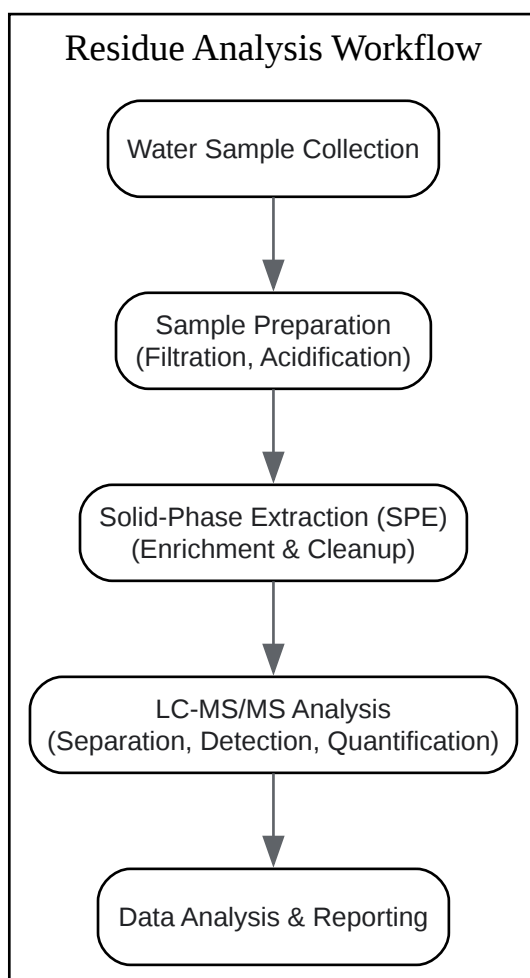 Residue Analysis Workflow
Water Sample Collection
Sample Preparation
(Filtration, Acidification)
Solid-Phase Extraction (SPE)
(Enrichment & Cleanup)
LC-MS/MS Analysis
(Separation, Detection, Quantification)
Data Analysis & Reporting